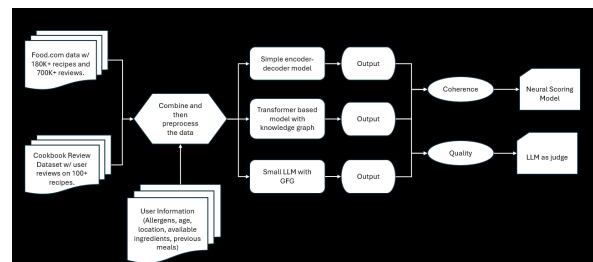 Food.com data w/
180K+ recipes and
700K+ reviews.
Cookbook Review
Dataset w/ user
reviews on 100+
recipes.
Combine and
then
preprocess
the data
User Information
(Allergens, age,
location, available
ingredients, previous
meals)
Simple encoder-
decoder model
Output
Transformer based
model with
knowledge graph
Output
Small LLM with
GFG
Output
Coherence
Quality
Neural Scoring
Model
LLM as judge